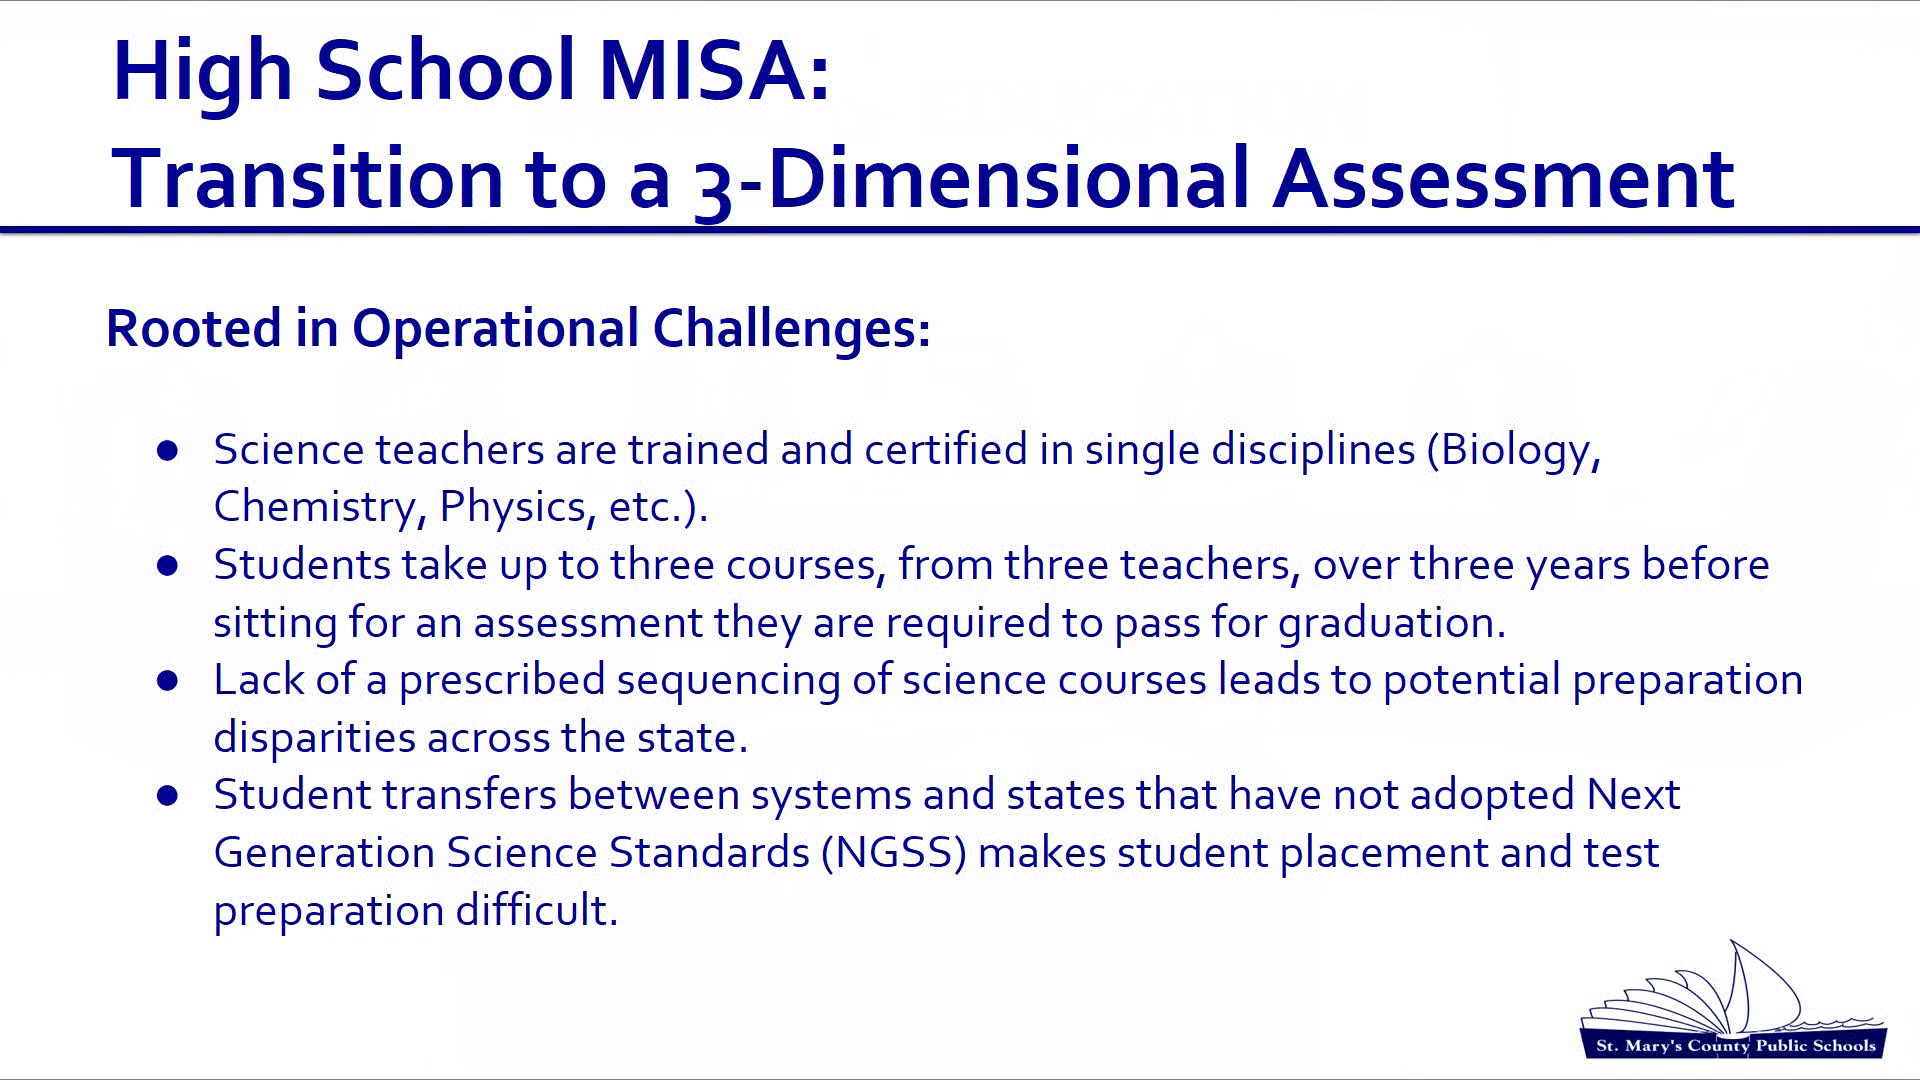 High School MISA:
Transition to a 3-Dimensional Assessment
Rooted in Operational Challenges:
● Science teachers are trained and certified in single disciplines (Biology,
Chemistry, Physics, etc.).
● Students take up to three courses, from three teachers, over three years before
sitting for an assessment they are required to pass for graduation.
● Lack of a prescribed sequencing of science courses leads to potential preparation
disparities across the state.
● Student transfers between systems and states that have not adopted Next
Generation Science Standards (NGSS) makes student placement and test
preparation difficult.
St. Mary's County Public Schools